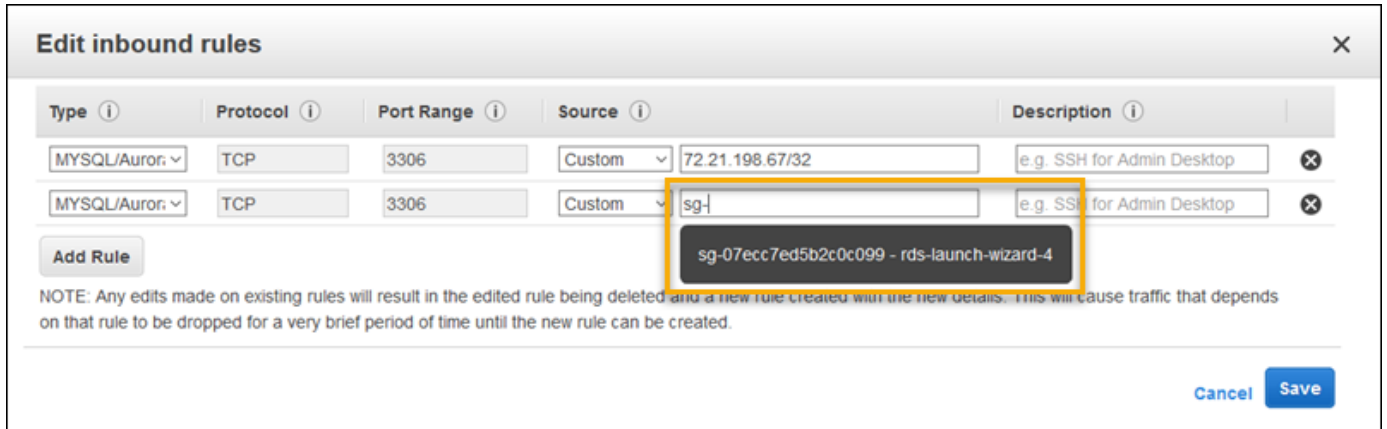 Edit inbound rules
Type Protocol Port Range Source Description
MYSQL/Aurora TCP 3306 Custom 72.21.198.67/32 e.g. SSH for Admin Desktop
MYSQL/Aurora TCP 3306 Custom sg- e.g. SSH for Admin Desktop
sg-07ecc7ed5b2c0c099 - rds-launch-wizard-4
Add Rule
NOTE: Any edits made on existing rules will result in the edited rule being deleted and a new rule created with the new details. This will cause traffic that depends
on that rule to be dropped for a very brief period of time until the new rule can be created.
Cancel Save